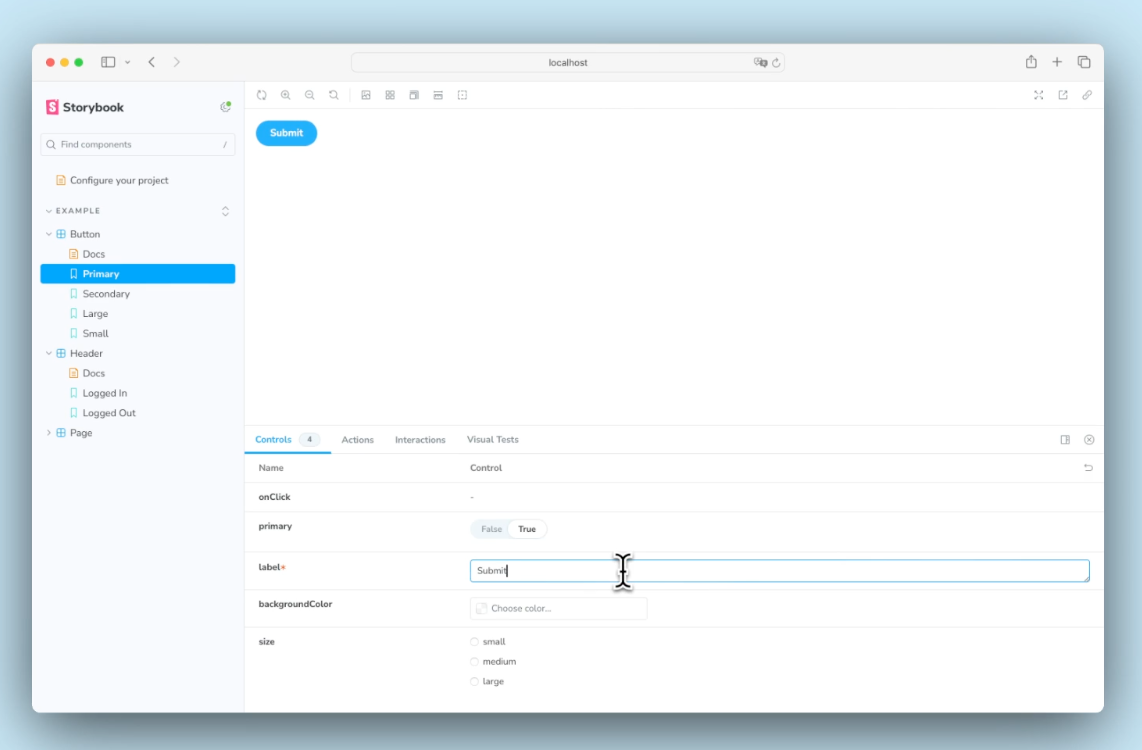 localhost
Storybook
Find components /
Configure your project
EXAMPLE
Button
Docs
Primary
Secondary
Large
Small
Header
Docs
Logged In
Logged Out
Page
Submit
Controls 4 Actions Interactions Visual Tests
Name Control
onClick -
primary False True
label* Submit
backgroundColor Choose color...
size small
medium
large